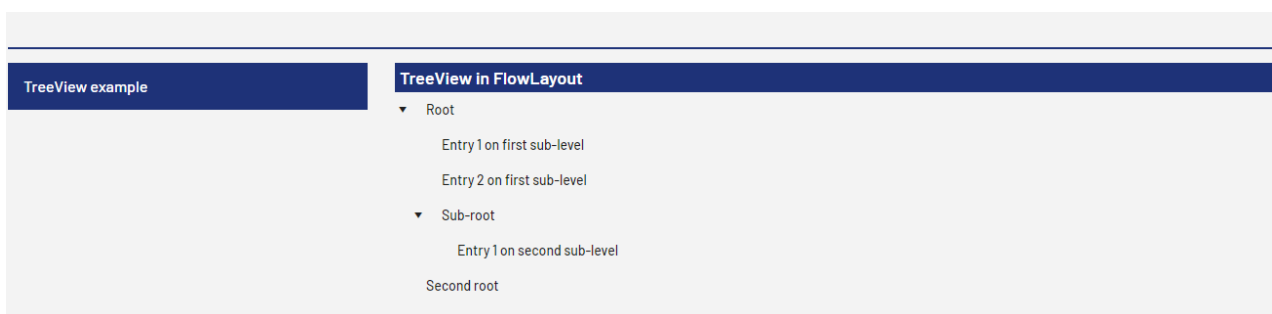 TreeView example
TreeView in FlowLayout
Root
Entry 1 on first sub-level
Entry 2 on first sub-level
Sub-root
Entry 1 on second sub-level
Second root